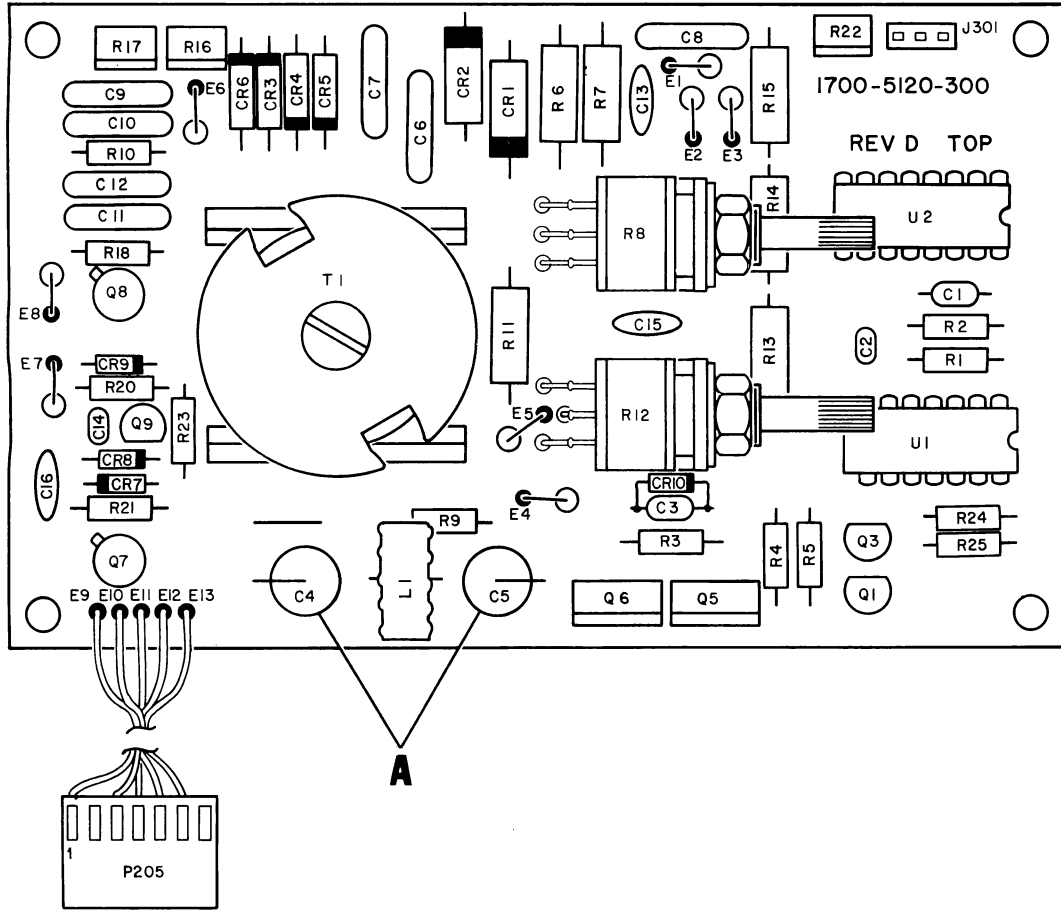 R17 R16 C8 R22 J301
CR6 CR3 CR4 CR5 C7 C6 CR2 CR1 R6 R7 C13 E1 R15
1700-5120-300
E6
C9
C10
E2 E3
R10
REV D TOP
C12
C11
R14
U2
R8
R18
Q8
T1
C1
E8
R11
C15
R13
C2
R2
E7
R1
CR9
R20
R23
C14
Q9
E5
R12
U1
CR8
C16
CR7
CR10
R21
E4
C3
R9
R24
R3
R4
R5
Q3
R25
Q7
C4
L1
C5
Q6
Q5
Q1
E9 E10 E11 E12 E13
A
1
P205